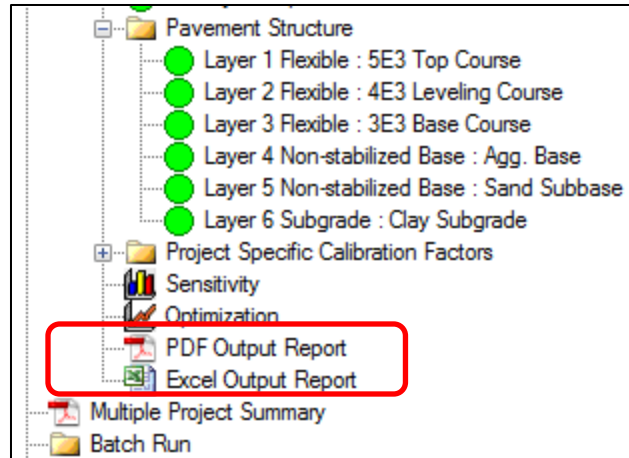 Pavement Structure
Layer 1 Flexible : 5E3 Top Course
Layer 2 Flexible : 4E3 Leveling Course
Layer 3 Flexible : 3E3 Base Course
Layer 4 Non-stabilized Base : Agg. Base
Layer 5 Non-stabilized Base : Sand Subbase
Layer 6 Subgrade : Clay Subgrade
Project Specific Calibration Factors
Sensitivity
Optimization
PDF Output Report
Excel Output Report
Multiple Project Summary
Batch Run